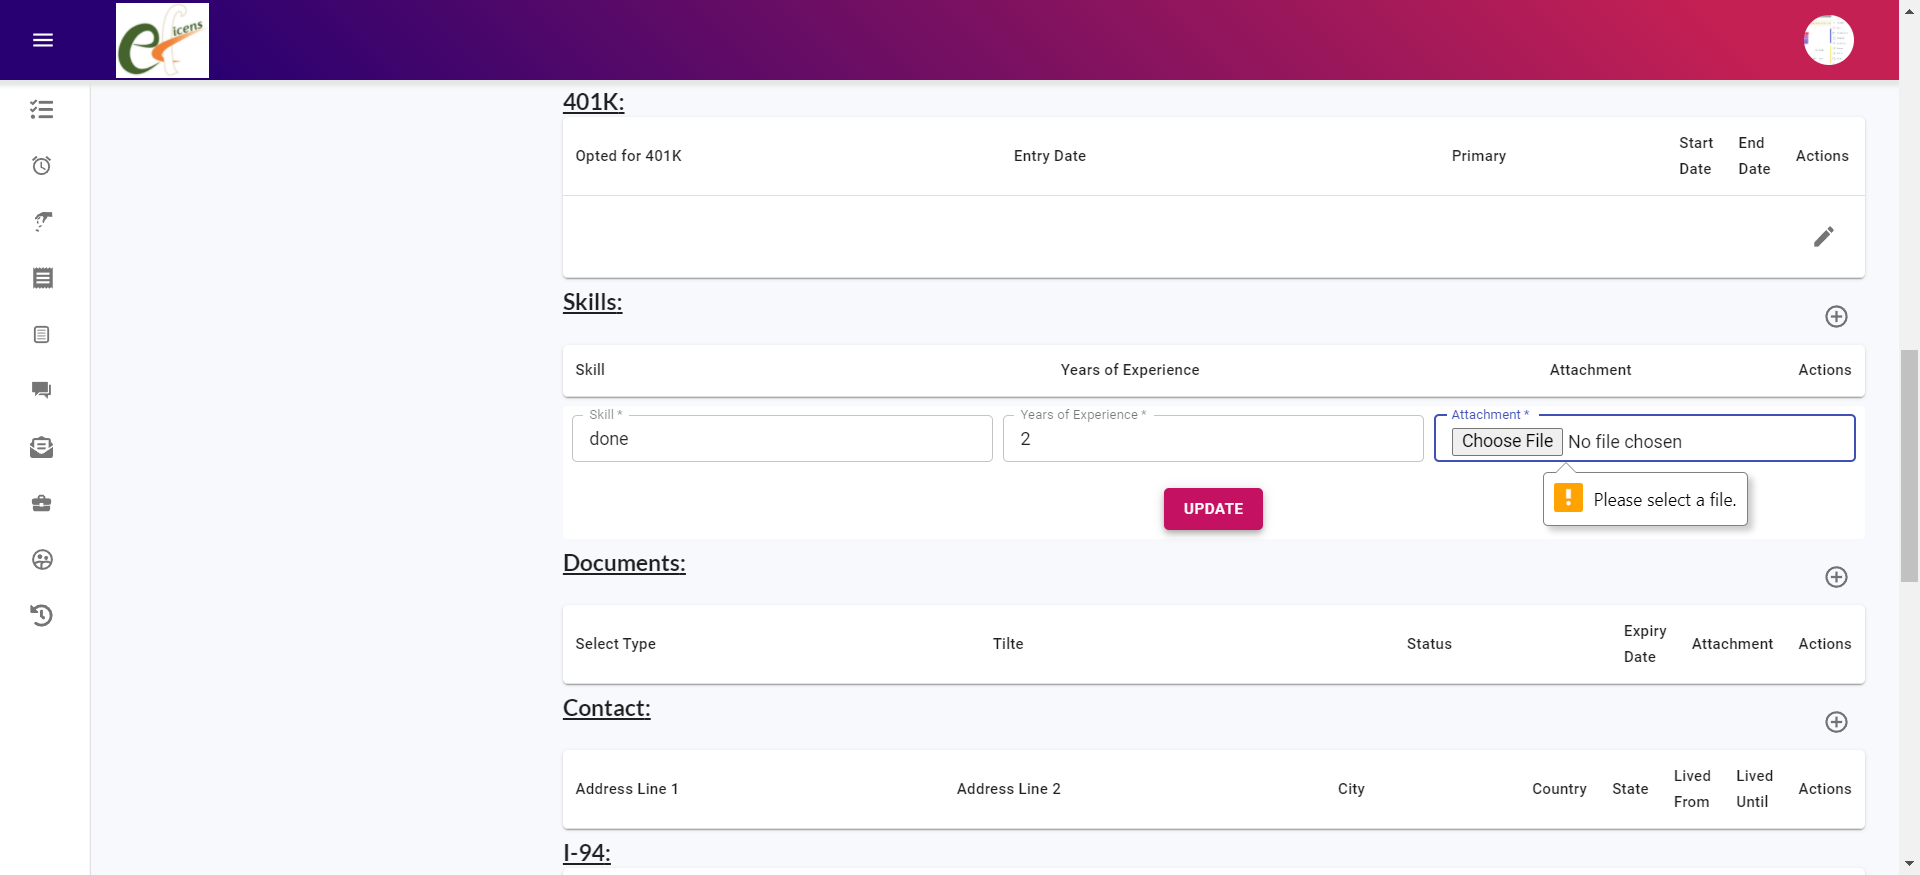 eficens
401K:
Opted for 401K Entry Date Primary Start Date End Date Actions
Skills:
Skill Years of Experience Attachment Actions
Skill * Years of Experience * Attachment *
done 2 Choose File No file chosen
Please select a file.
UPDATE
Documents:
Select Type Tilte Status Expiry Date Attachment Actions
Contact:
Address Line 1 Address Line 2 City Country State Lived From Lived Until Actions
I-94: